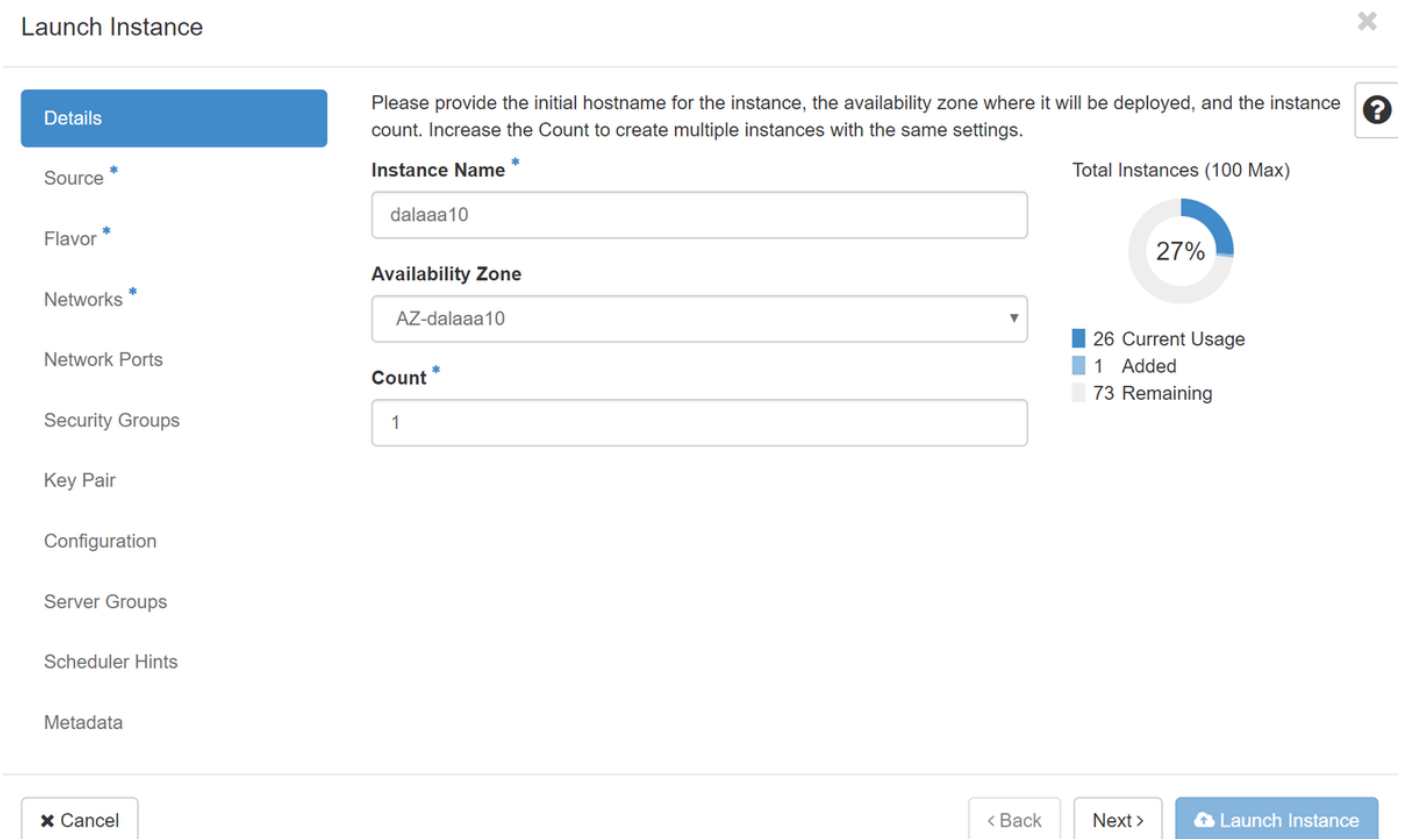 Launch Instance
Details
Source *
Flavor *
Networks *
Network Ports
Security Groups
Key Pair
Configuration
Server Groups
Scheduler Hints
Metadata
Please provide the initial hostname for the instance, the availability zone where it will be deployed, and the instance
count. Increase the Count to create multiple instances with the same settings.
Instance Name *
dalaaa10
Availability Zone
AZ-dalaaa10
Count *
1
Total Instances (100 Max)
27%
26 Current Usage
1 Added
73 Remaining
✖ Cancel
< Back
Next >
Launch Instance